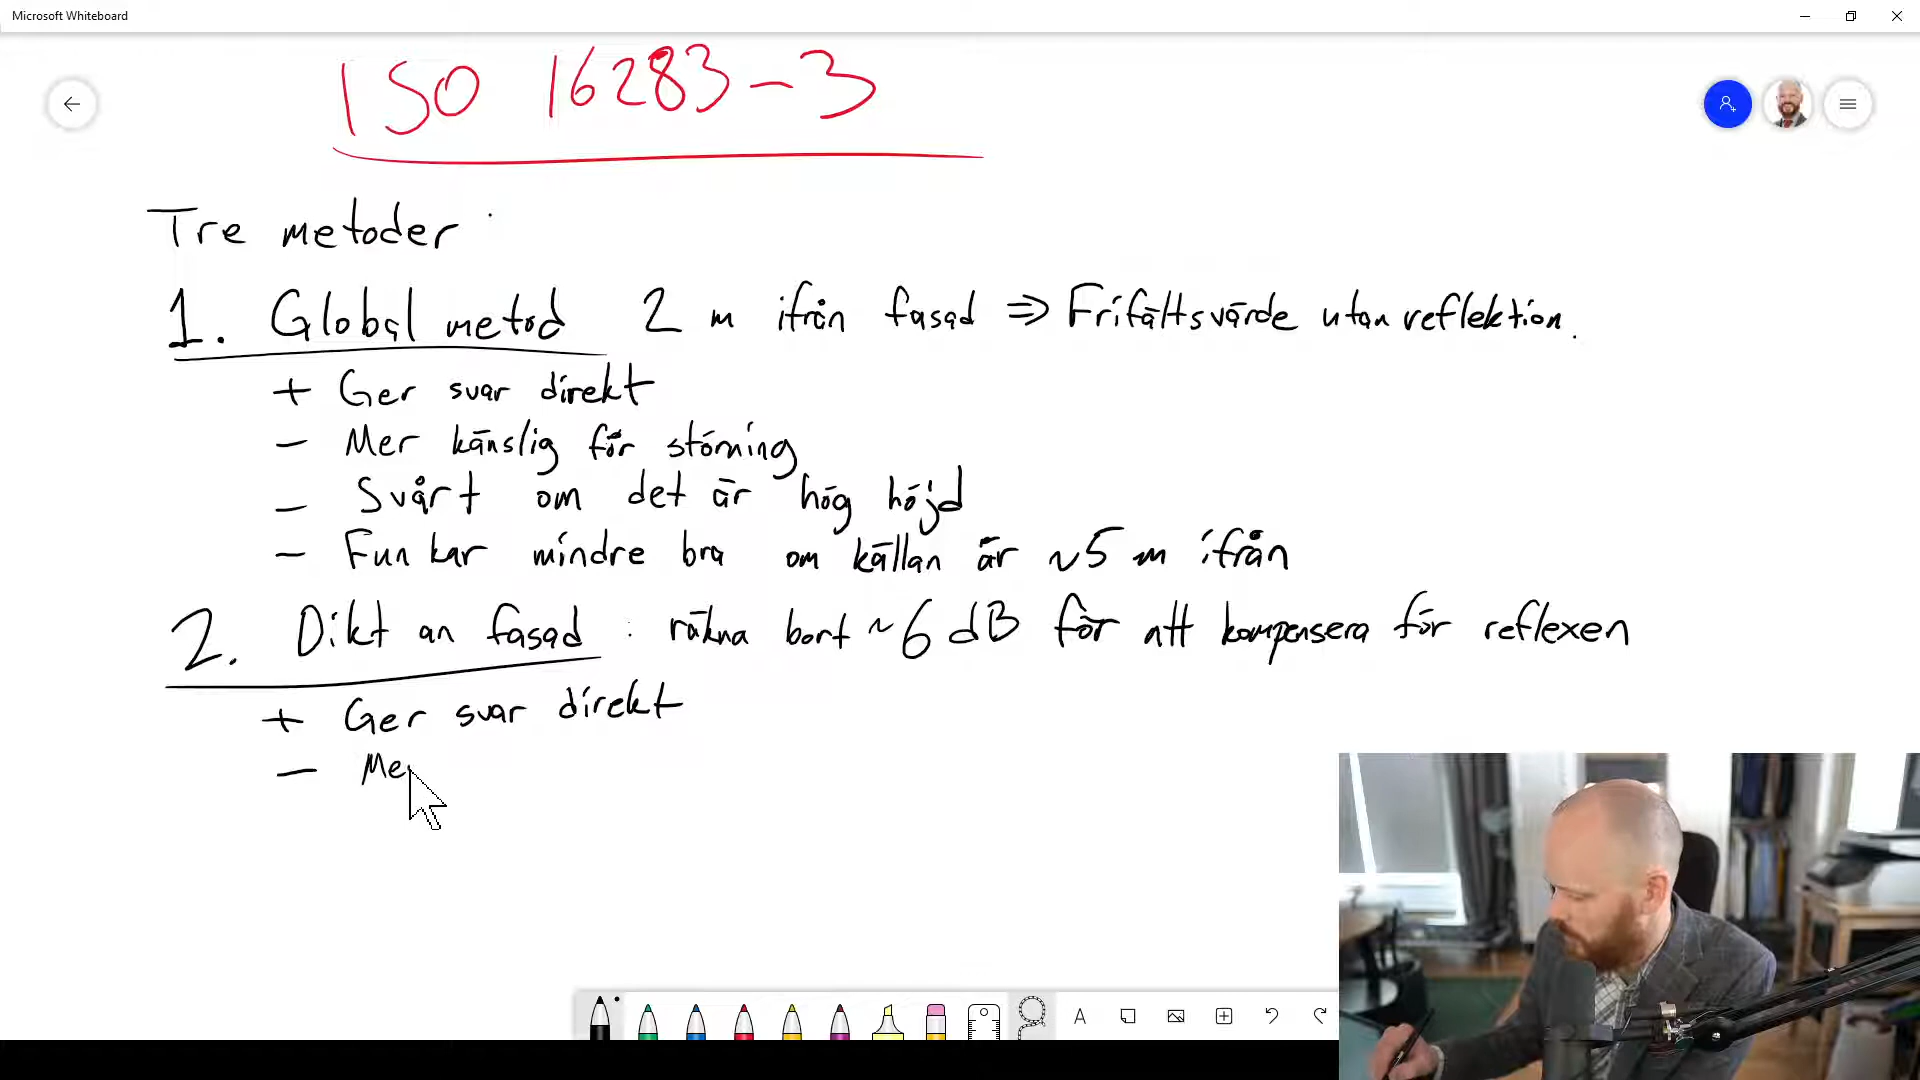 Microsoft Whiteboard
ISO 16283-3
Tre metoder :
1. Global metod 2 m ifrån fasad ⇒ Frifältsvärde utan reflektion.
+ Ger svar direkt
- Mer känslig för störning
- Svårt om det är hög höjd
- Funkar mindre bra om källan är ~5 m ifrån
2. Dikt an fasad : räkna bort ~6 dB för att kompensera för reflexen
+ Ger svar direkt
- Me